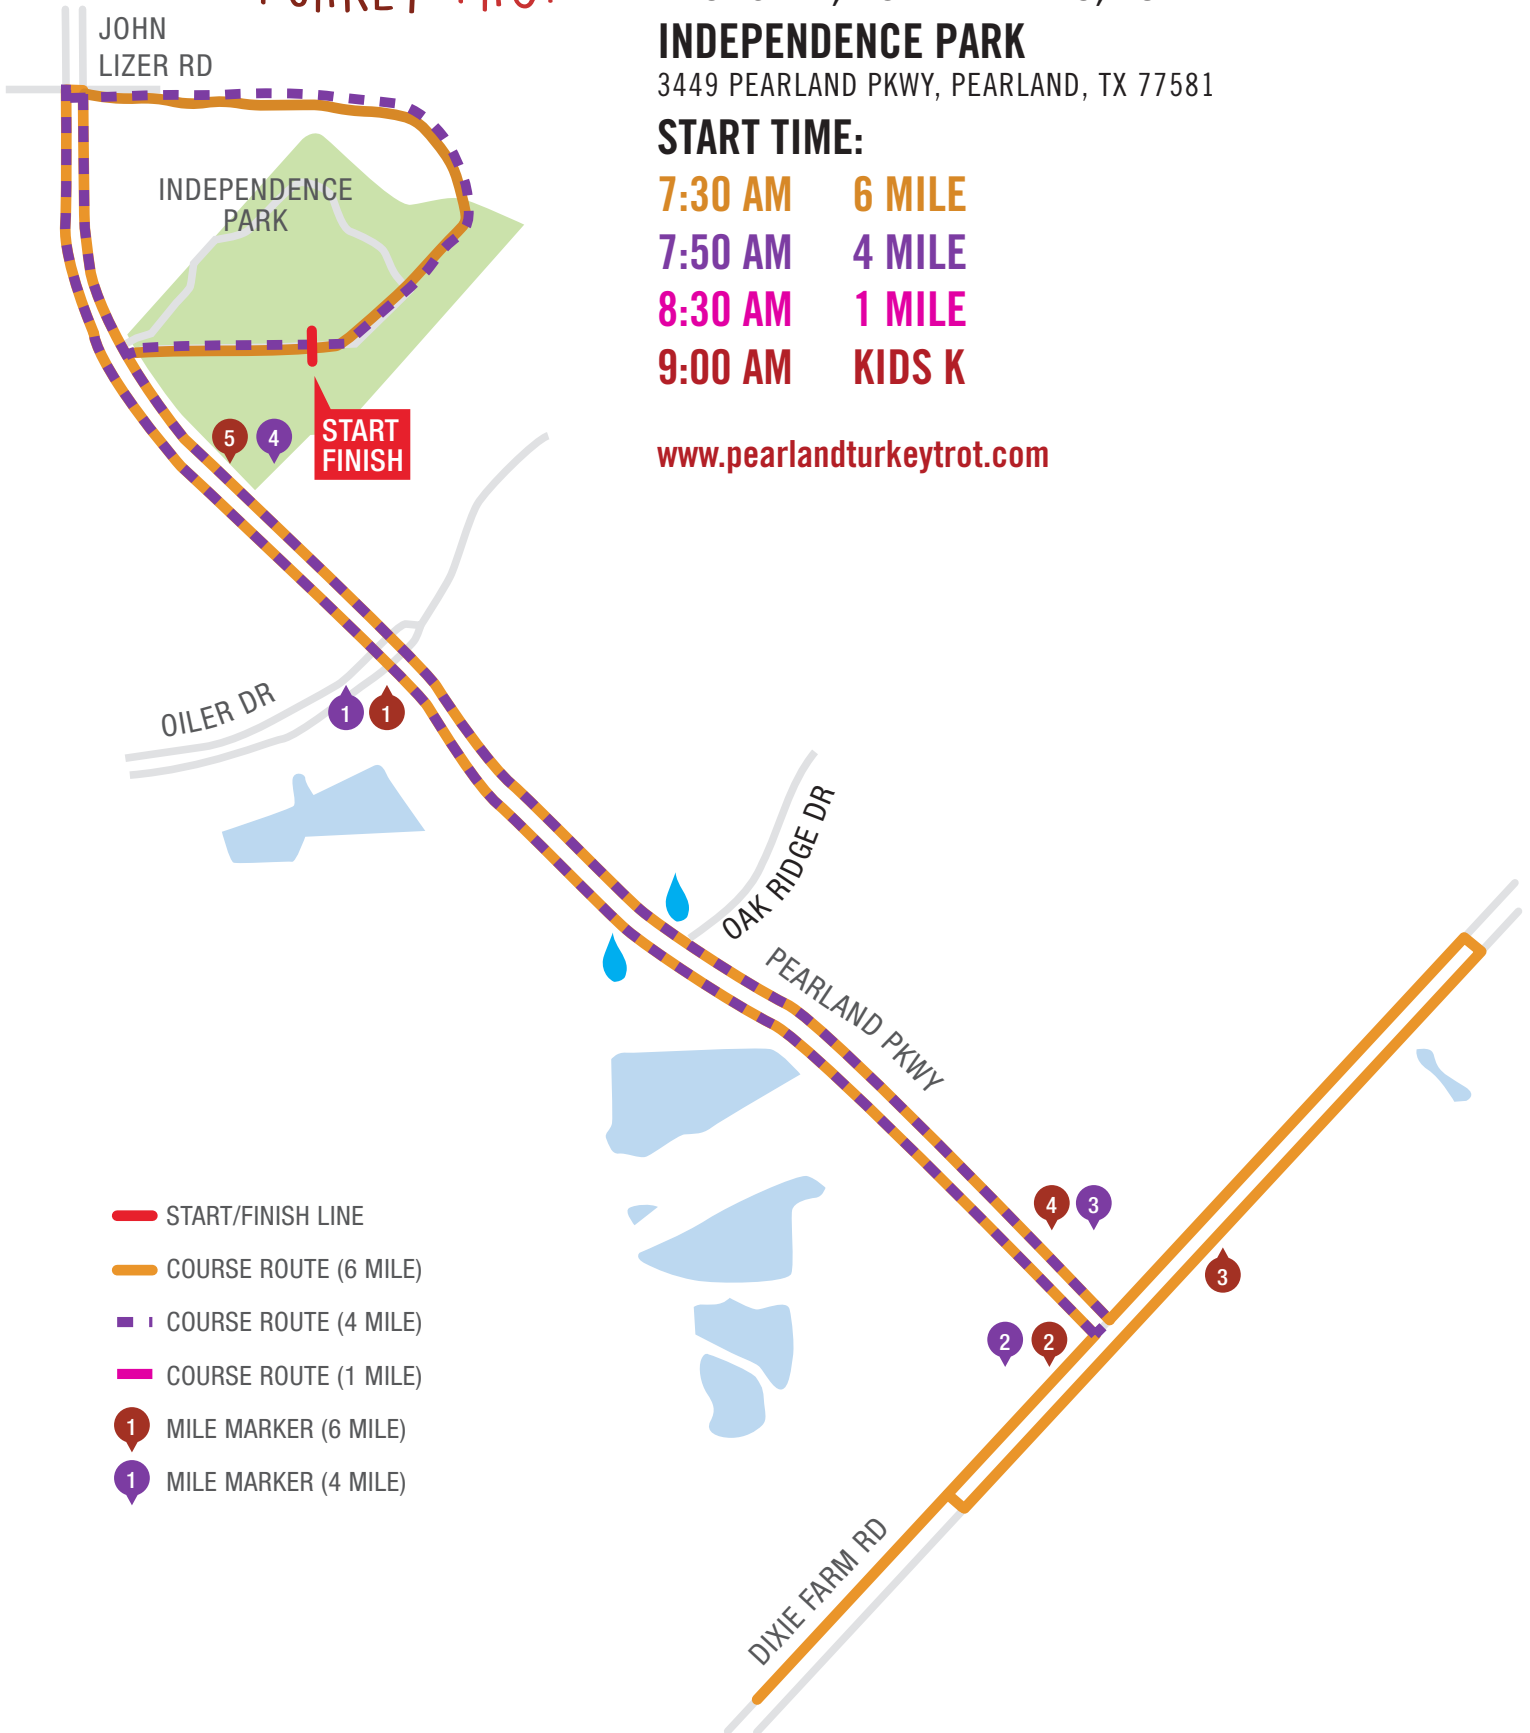 TURKEY TROT
JOHN
LIZER RD
INDEPENDENCE PARK
3449 PEARLAND PKWY, PEARLAND, TX 77581
START TIME:
7:30 AM 6 MILE
7:50 AM 4 MILE
8:30 AM 1 MILE
9:00 AM KIDS K
www.pearlandturkeytrot.com
INDEPENDENCE
PARK
5 4
START
FINISH
OILER DR
1 1
OAK RIDGE DR
PEARLAND PKWY
4 3
3
2 2
DIXIE FARM RD
START/FINISH LINE
COURSE ROUTE (6 MILE)
COURSE ROUTE (4 MILE)
COURSE ROUTE (1 MILE)
1 MILE MARKER (6 MILE)
1 MILE MARKER (4 MILE)